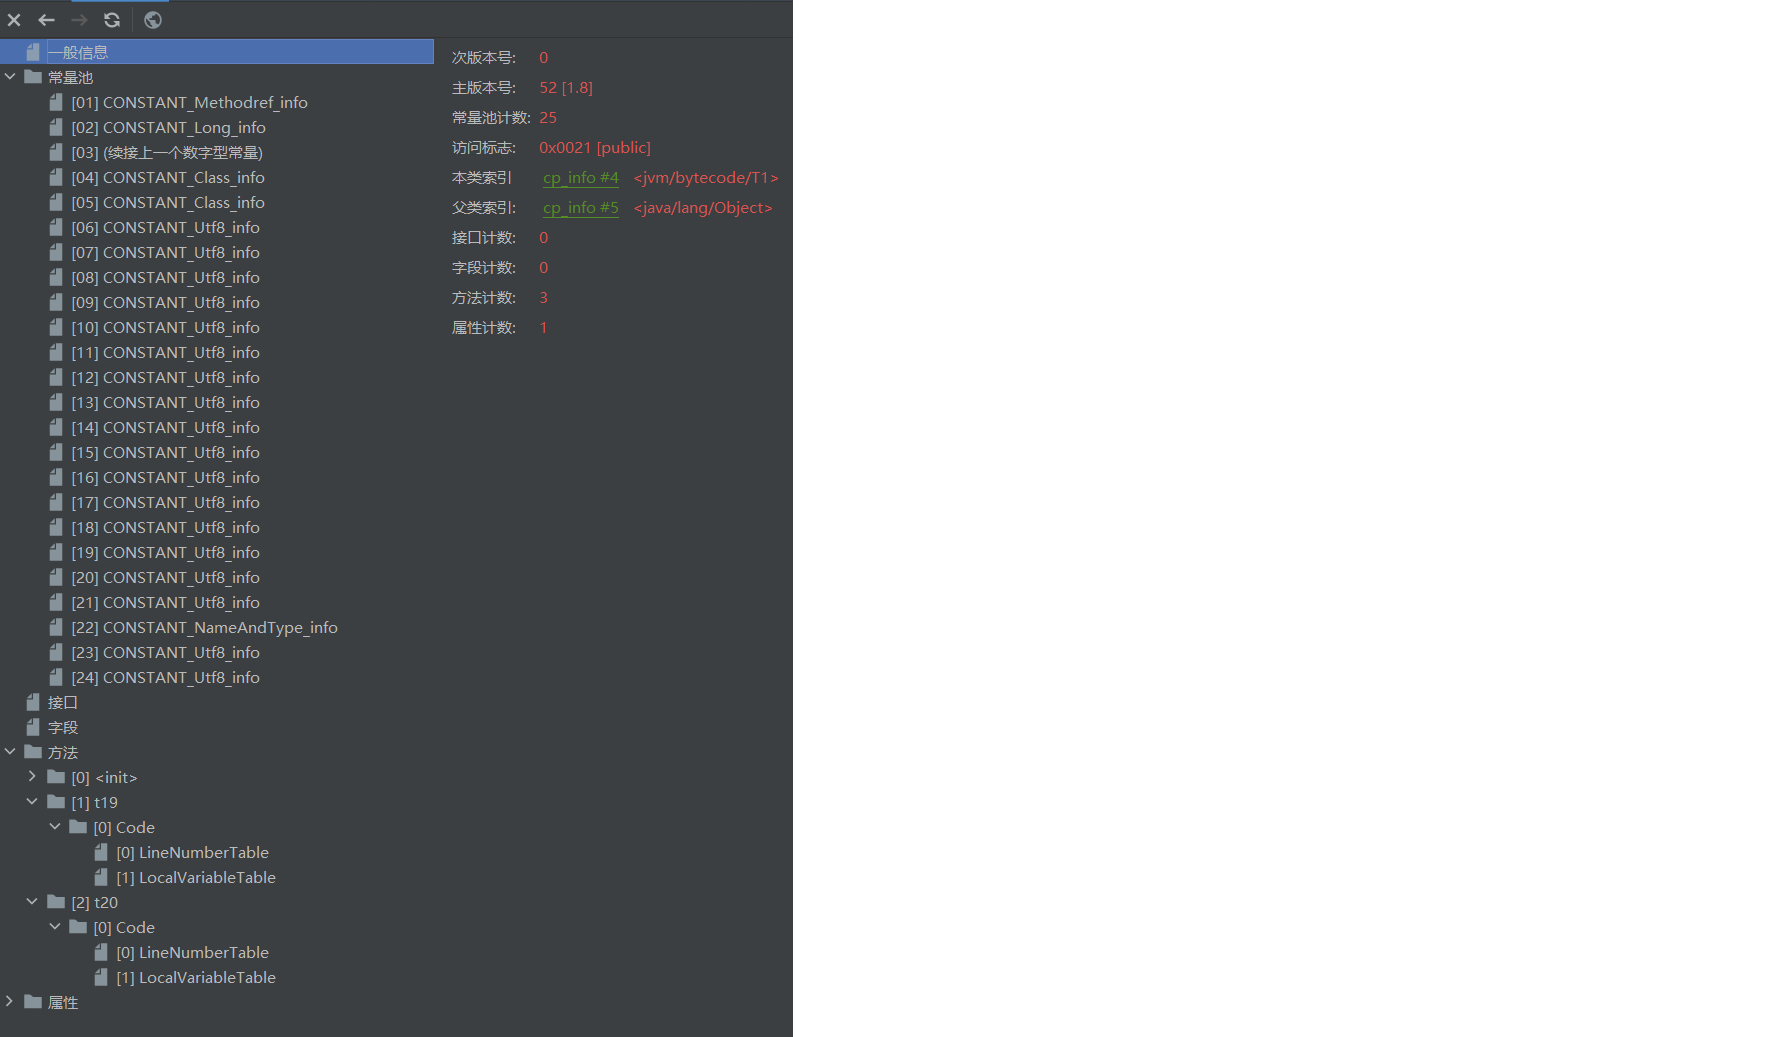 一般信息
常量池
[01] CONSTANT_Methodref_info
[02] CONSTANT_Long_info
[03] (续接上一个数字型常量)
[04] CONSTANT_Class_info
[05] CONSTANT_Class_info
[06] CONSTANT_Utf8_info
[07] CONSTANT_Utf8_info
[08] CONSTANT_Utf8_info
[09] CONSTANT_Utf8_info
[10] CONSTANT_Utf8_info
[11] CONSTANT_Utf8_info
[12] CONSTANT_Utf8_info
[13] CONSTANT_Utf8_info
[14] CONSTANT_Utf8_info
[15] CONSTANT_Utf8_info
[16] CONSTANT_Utf8_info
[17] CONSTANT_Utf8_info
[18] CONSTANT_Utf8_info
[19] CONSTANT_Utf8_info
[20] CONSTANT_Utf8_info
[21] CONSTANT_Utf8_info
[22] CONSTANT_NameAndType_info
[23] CONSTANT_Utf8_info
[24] CONSTANT_Utf8_info
接口
字段
方法
[0] <init>
[1] t19
[0] Code
[0] LineNumberTable
[1] LocalVariableTable
[2] t20
[0] Code
[0] LineNumberTable
[1] LocalVariableTable
属性
次版本号: 0
主版本号: 52 [1.8]
常量池计数: 25
访问标志: 0x0021 [public]
本类索引 cp_info #4 <jvm/bytecode/T1>
父类索引: cp_info #5 <java/lang/Object>
接口计数: 0
字段计数: 0
方法计数: 3
属性计数: 1